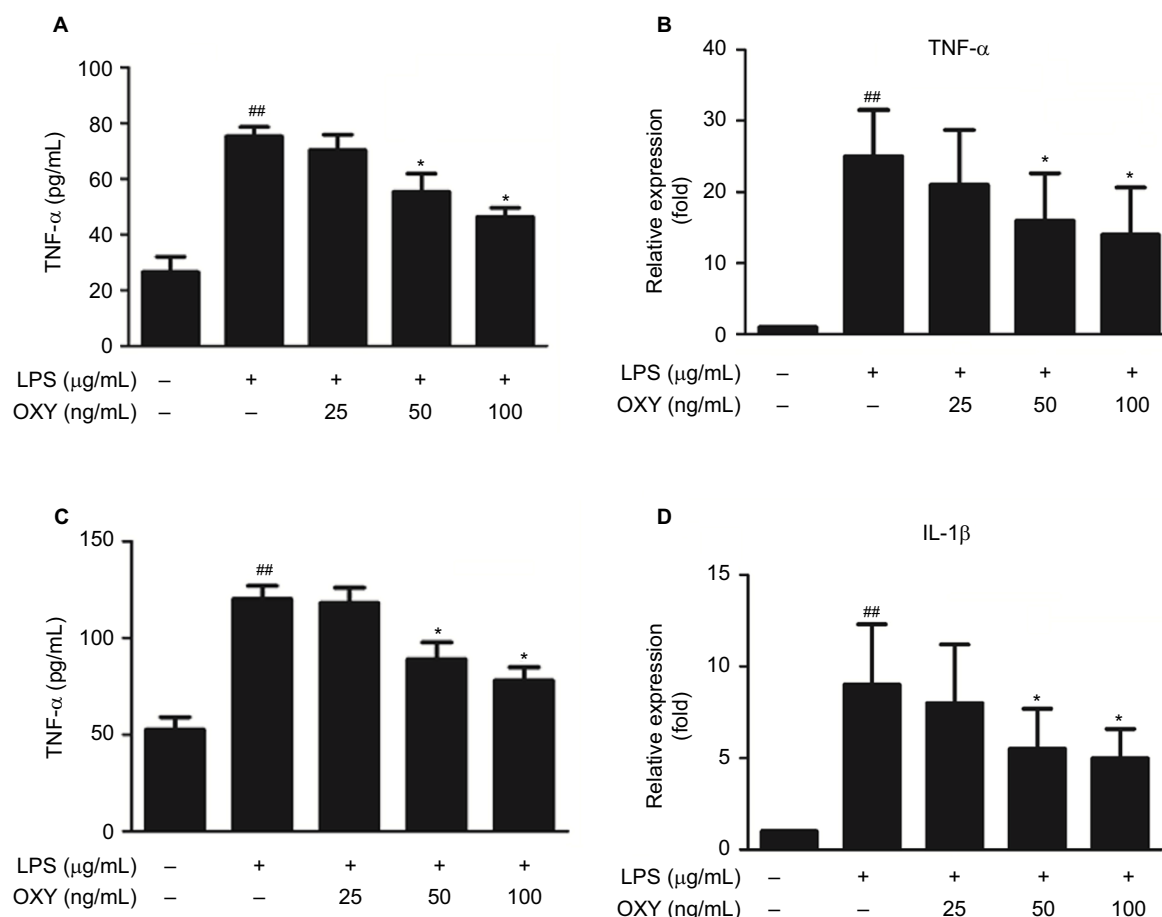 A
TNF-α (pg/mL)
100
80
60
40
20
0
##
*
*
LPS (μg/mL) – + + + +
OXY (ng/mL) – – 25 50 100
B
TNF-α
Relative expression
(fold)
40
30
20
10
0
##
*
*
LPS (μg/mL) – + + + +
OXY (ng/mL) – – 25 50 100
C
TNF-α (pg/mL)
150
100
50
0
##
*
*
LPS (μg/mL) – + + + +
OXY (ng/mL) – – 25 50 100
D
IL-1β
Relative expression
(fold)
15
10
5
0
##
*
*
LPS (μg/mL) – + + + +
OXY (ng/mL) – – 25 50 100